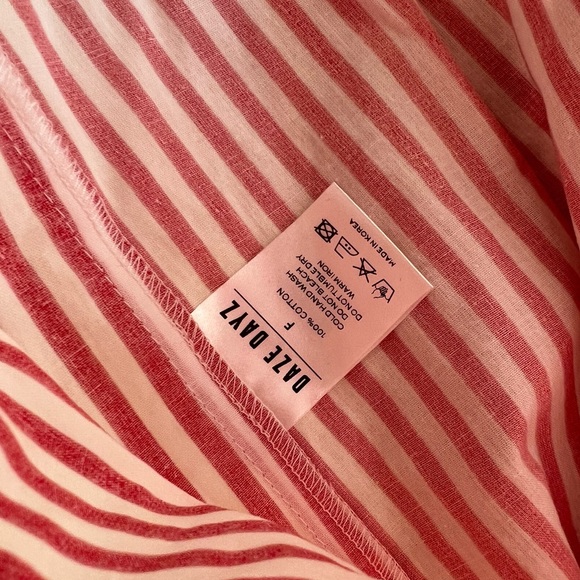 DAZE DAYZ
F
100% COTTON
COLD HAND WASH
DO NOT BLEACH
DO NOT TUMBLE DRY
WARM IRON
MADE IN KOREA